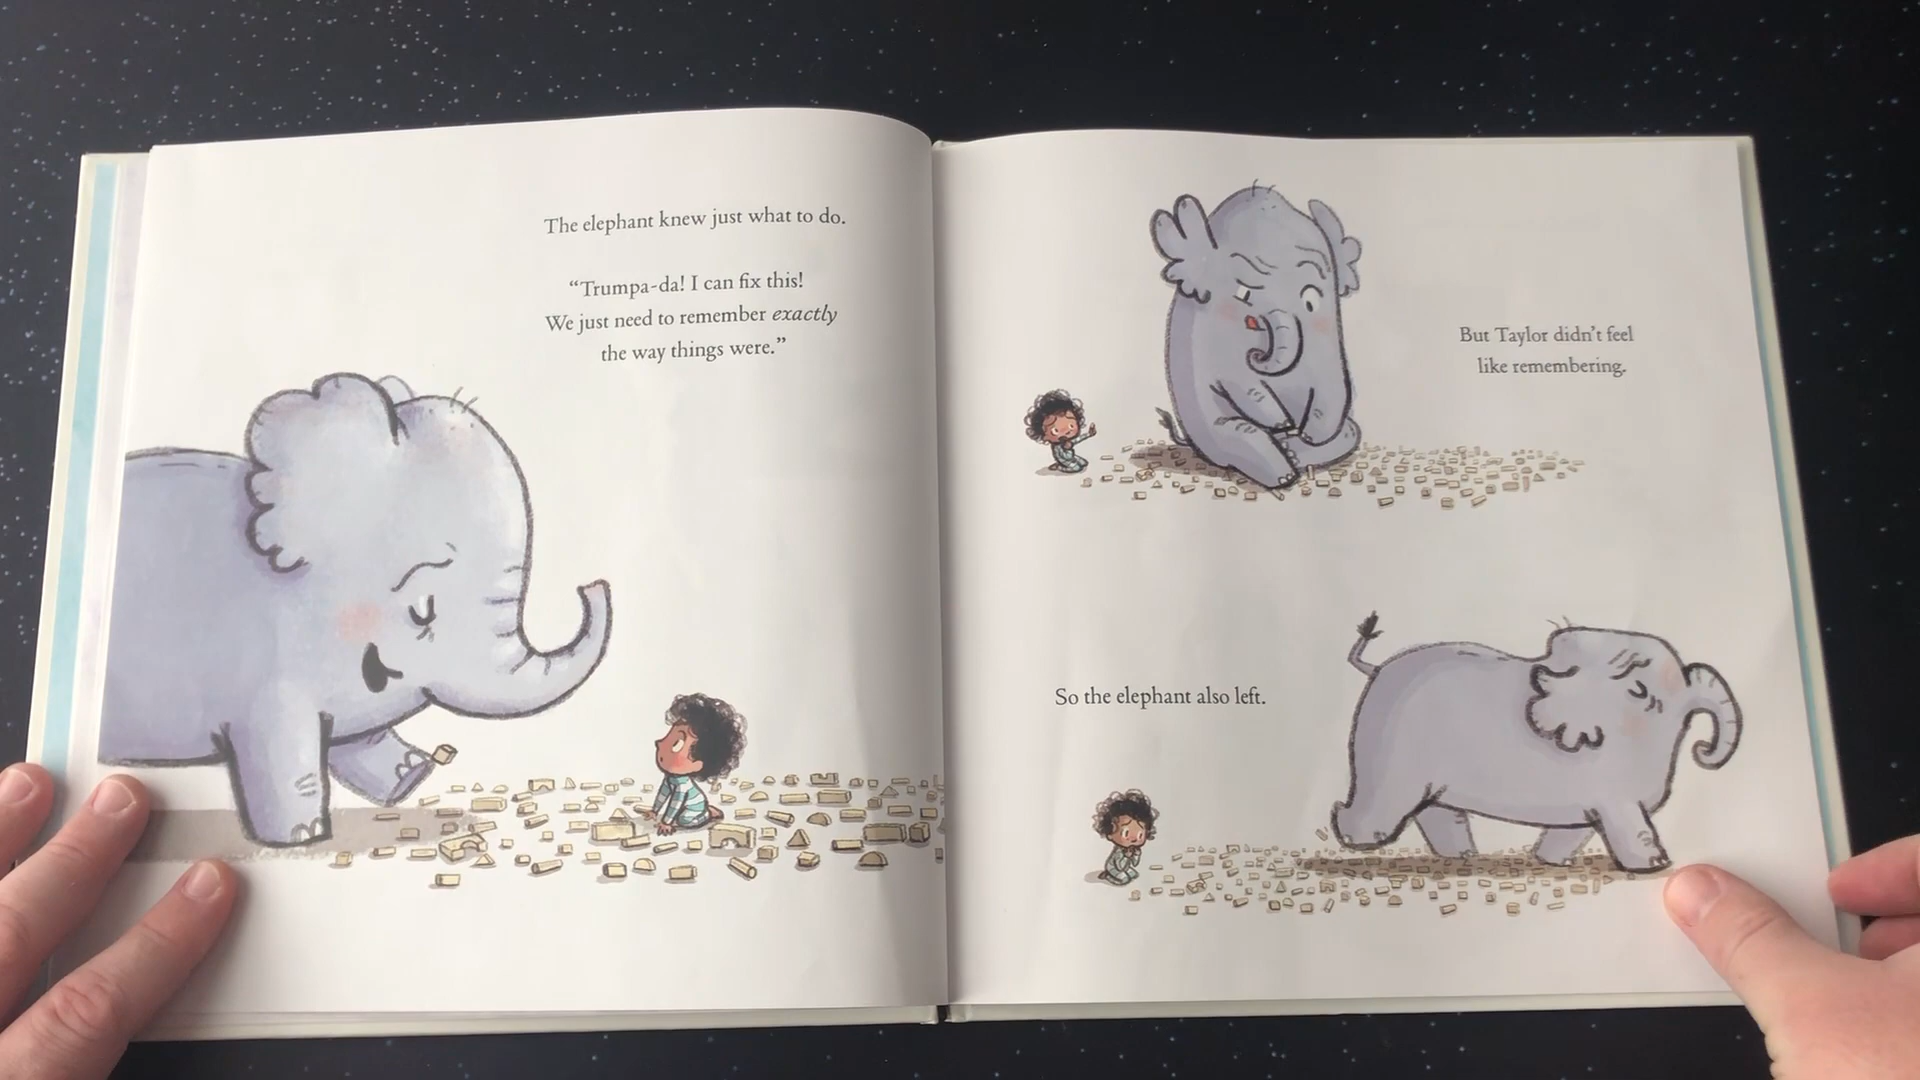 The elephant knew just what to do.
“Trumpa-da! I can fix this!
We just need to remember exactly
the way things were.”
But Taylor didn’t feel
like remembering.
So the elephant also left.